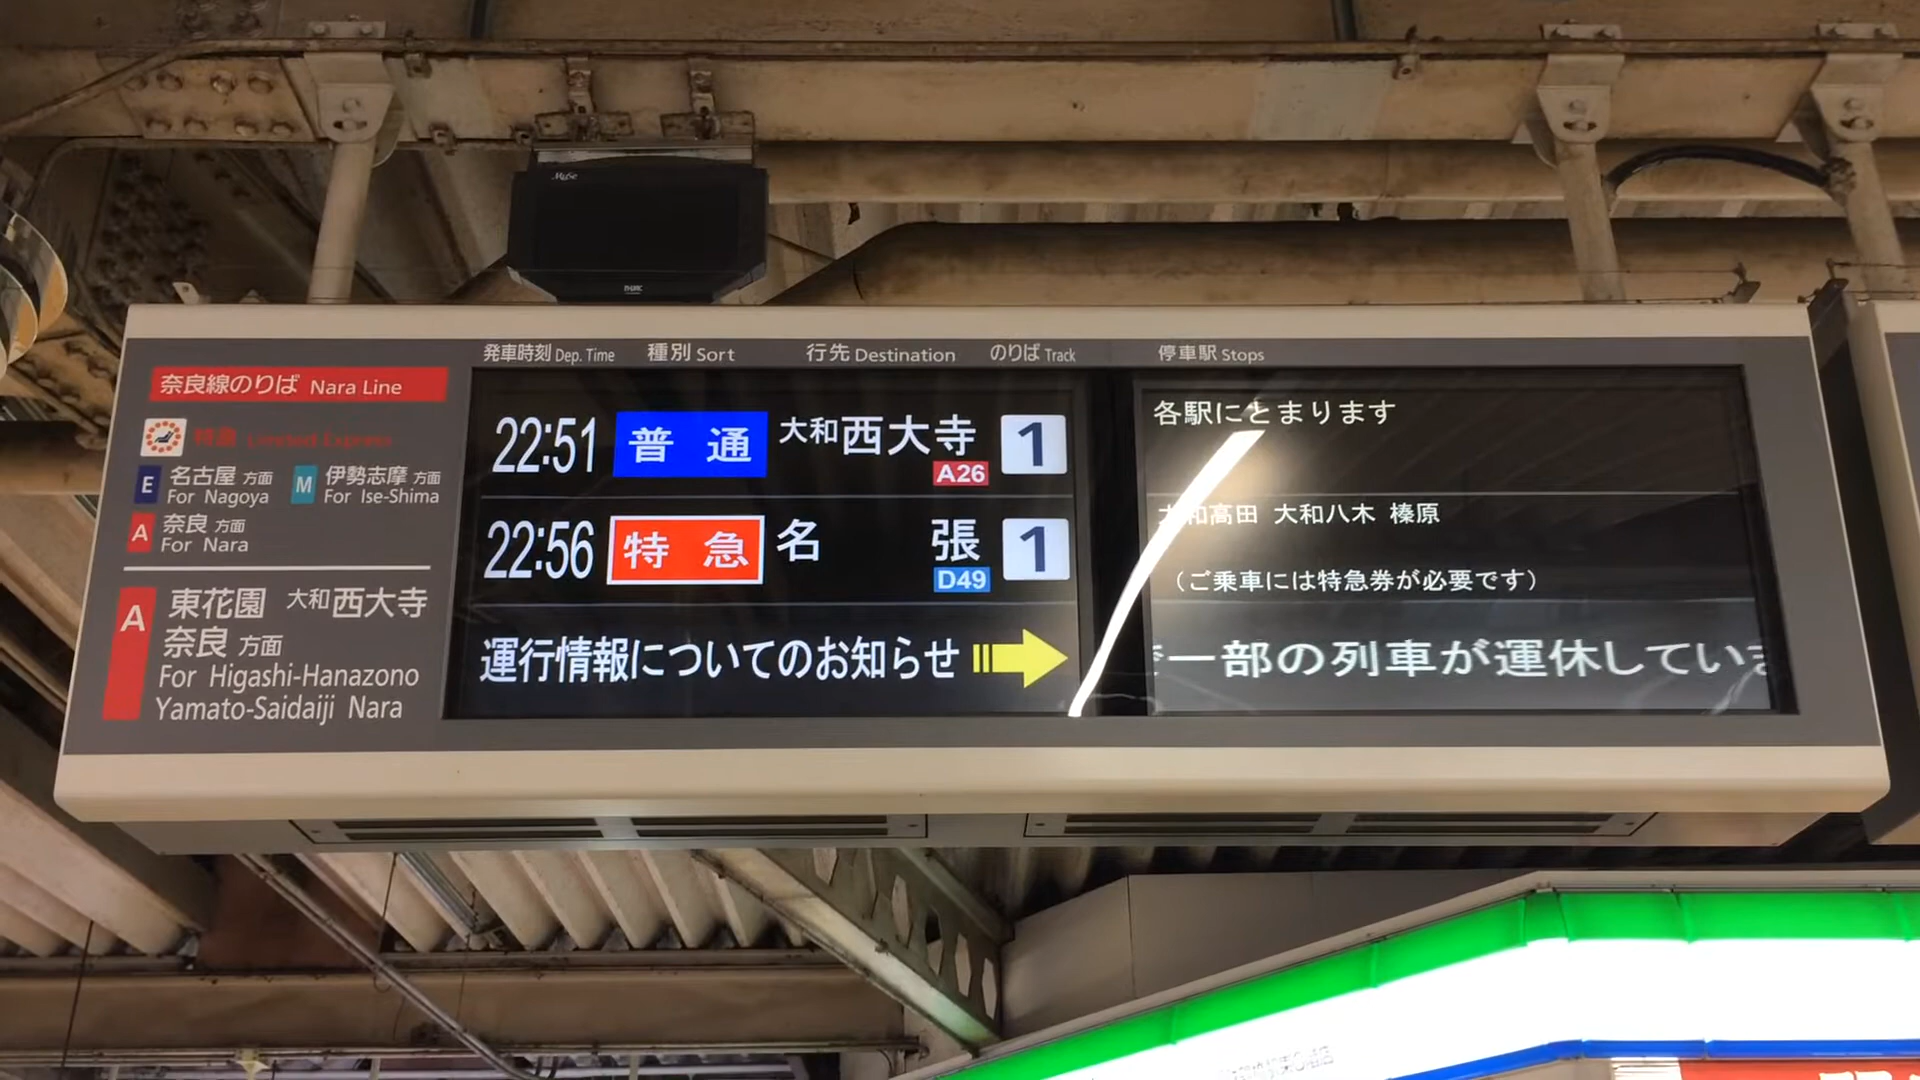 MySe
発車時刻 Dep. Time 種別 Sort 行先 Destination のりば Track 停車駅 Stops
奈良線のりば Nara Line
特急 Limited Express
E 名古屋 方面 For Nagoya M 伊勢志摩 方面 For Ise-Shima
A 奈良 方面 For Nara
A 東花園 大和西大寺
奈良 方面
For Higashi-Hanazono
Yamato-Saidaiji Nara
22:51 普通 大和西大寺 A26 1
22:56 特急 名張 D49 1
運行情報についてのお知らせ
各駅にとまります
大和高田 大和八木 榛原
（ご乗車には特急券が必要です）
一部の列車が運休してい